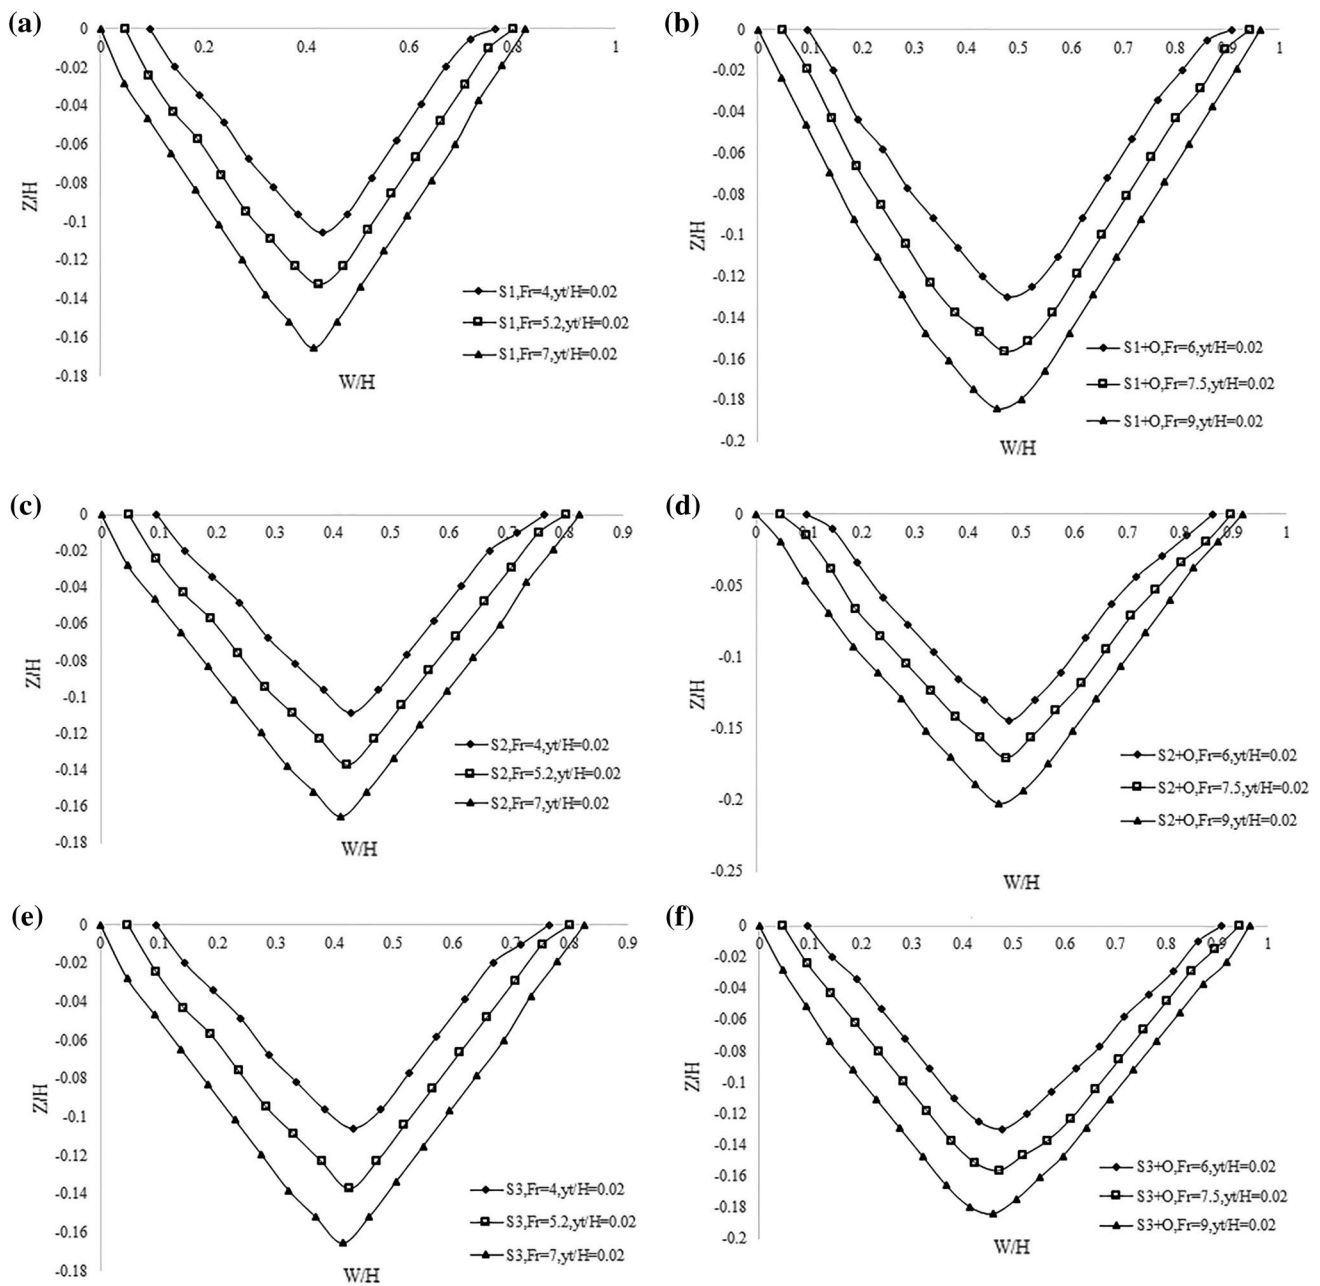 (a)
0
-0.02
-0.04
-0.06
-0.08
-0.1
-0.12
-0.14
-0.16
-0.18
Z/H
0 0.2 0.4 0.6 0.8 1
W/H
S1,Fr=4,yt/H=0.02
S1,Fr=5.2,yt/H=0.02
S1,Fr=7,yt/H=0.02
(b)
0
-0.02
-0.04
-0.06
-0.08
-0.1
-0.12
-0.14
-0.16
-0.18
-0.2
Z/H
0 0.1 0.2 0.3 0.4 0.5 0.6 0.7 0.8 0.9 1
W/H
S1+O,Fr=6,yt/H=0.02
S1+O,Fr=7.5,yt/H=0.02
S1+O,Fr=9,yt/H=0.02
(c)
0
-0.02
-0.04
-0.06
-0.08
-0.1
-0.12
-0.14
-0.16
-0.18
Z/H
0 0.1 0.2 0.3 0.4 0.5 0.6 0.7 0.8 0.9
W/H
S2,Fr=4,yt/H=0.02
S2,Fr=5.2,yt/H=0.02
S2,Fr=7,yt/H=0.02
(d)
0
-0.05
-0.1
-0.15
-0.2
-0.25
Z/H
0 0.1 0.2 0.3 0.4 0.5 0.6 0.7 0.8 0.9 1
W/H
S2+O,Fr=6,yt/H=0.02
S2+O,Fr=7.5,yt/H=0.02
S2+O,Fr=9,yt/H=0.02
(e)
0
-0.02
-0.04
-0.06
-0.08
-0.1
-0.12
-0.14
-0.16
-0.18
Z/H
0 0.1 0.2 0.3 0.4 0.5 0.6 0.7 0.8 0.9
W/H
S3,Fr=4,yt/H=0.02
S3,Fr=5.2,yt/H=0.02
S3,Fr=7,yt/H=0.02
(f)
0
-0.02
-0.04
-0.06
-0.08
-0.1
-0.12
-0.14
-0.16
-0.18
-0.2
Z/H
0 0.1 0.2 0.3 0.4 0.5 0.6 0.7 0.8 0.9 1
W/H
S3+O,Fr=6,yt/H=0.02
S3+O,Fr=7.5,yt/H=0.02
S3+O,Fr=9,yt/H=0.02